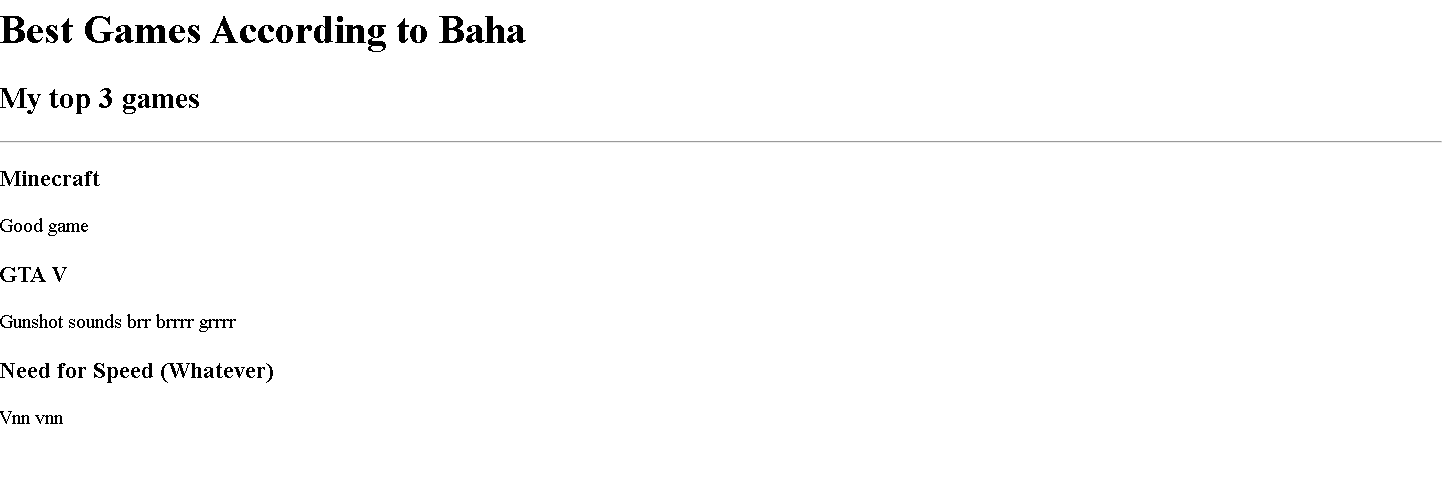 Best Games According to Baha
My top 3 games
Minecraft
Good game
GTA V
Gunshot sounds brr brrrr grrrr
Need for Speed (Whatever)
Vnn vnn